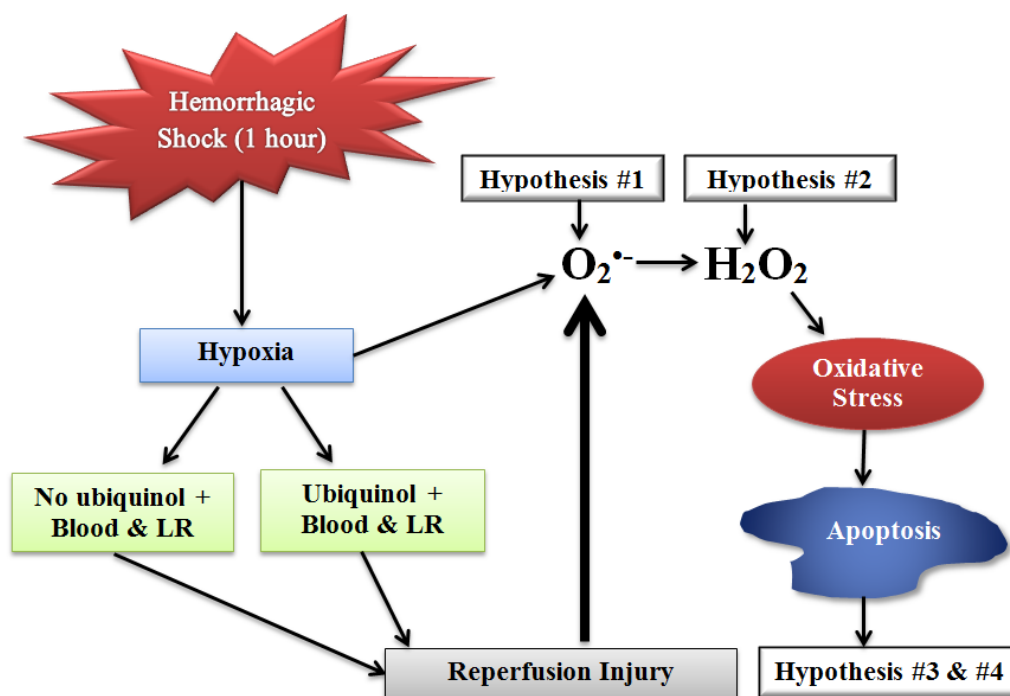 Hemorrhagic
Shock (1 hour)
Hypothesis #1
Hypothesis #2
O₂•-
H₂O₂
Hypoxia
Oxidative
Stress
No ubiquinol +
Blood & LR
Ubiquinol +
Blood & LR
Apoptosis
Reperfusion Injury
Hypothesis #3 & #4